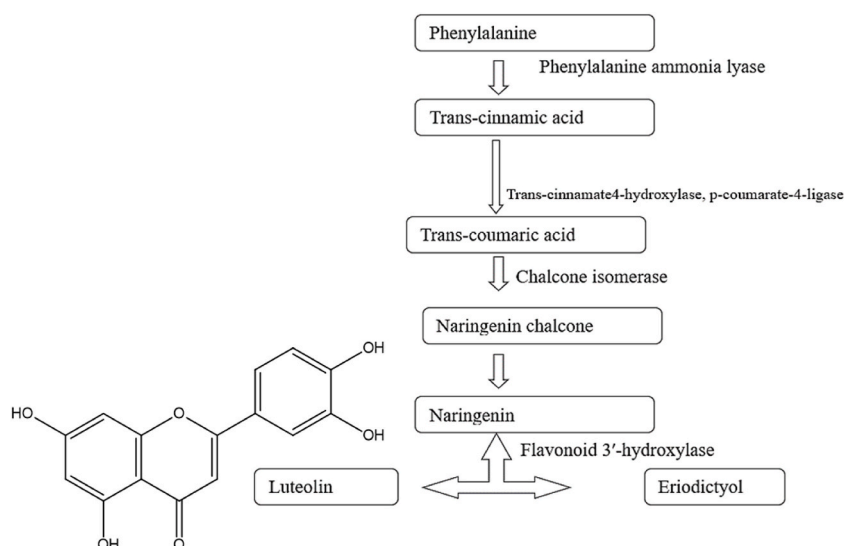 Phenylalanine
Phenylalanine ammonia lyase
Trans-cinnamic acid
Trans-cinnamate4-hydroxylase, p-coumarate-4-ligase
Trans-coumaric acid
Chalcone isomerase
Naringenin chalcone
Naringenin
Flavonoid 3′-hydroxylase
Luteolin
Eriodictyol
OH
HO
O
OH
OH
O